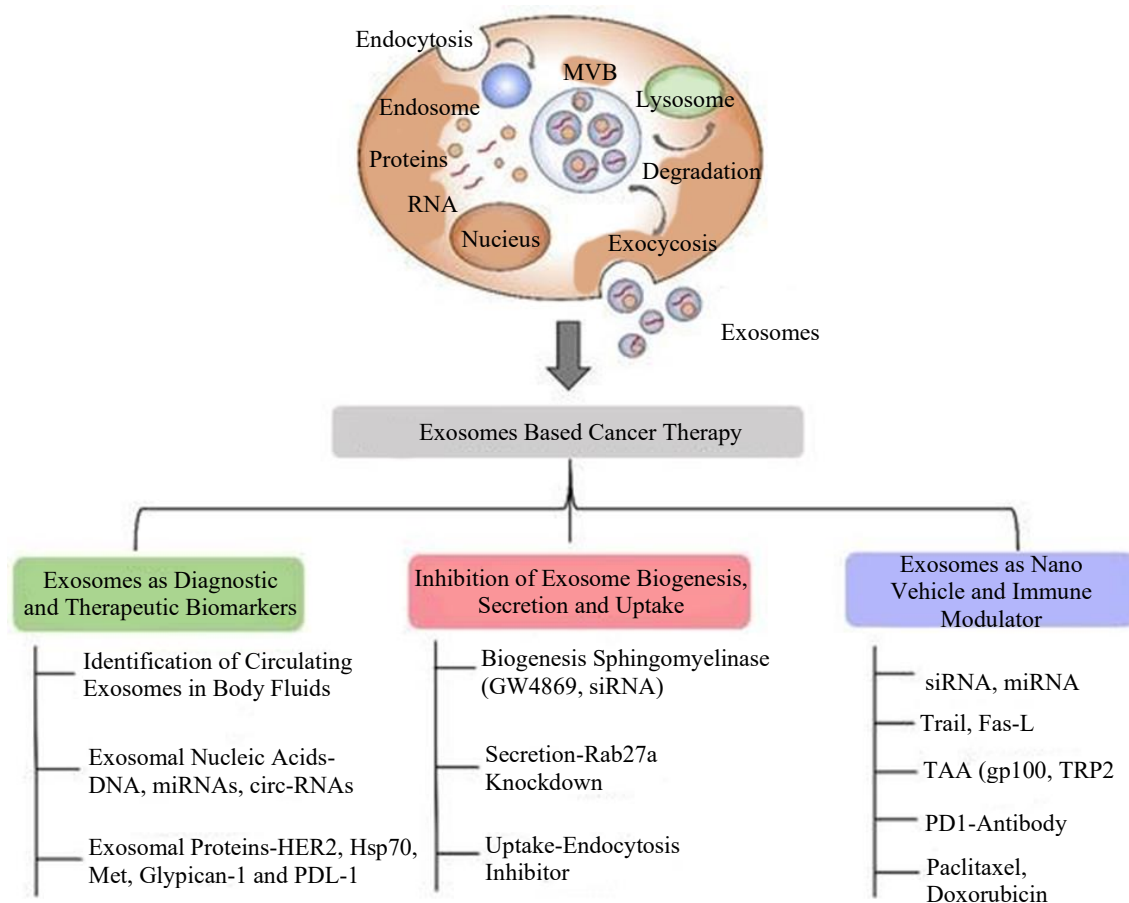 Endocytosis
MVB
Lysosome
Endosome
Proteins
Degradation
RNA
Nucieus
Exocycosis
Exosomes
Exosomes Based Cancer Therapy
Exosomes as Diagnostic
and Therapeutic Biomarkers
Identification of Circulating
Exosomes in Body Fluids
Exosomal Nucleic Acids-
DNA, miRNAs, circ-RNAs
Exosomal Proteins-HER2, Hsp70,
Met, Glypican-1 and PDL-1
Inhibition of Exosome Biogenesis,
Secretion and Uptake
Biogenesis Sphingomyelinase
(GW4869, siRNA)
Secretion-Rab27a
Knockdown
Uptake-Endocytosis
Inhibitor
Exosomes as Nano
Vehicle and Immune
Modulator
siRNA, miRNA
Trail, Fas-L
TAA (gp100, TRP2
PD1-Antibody
Paclitaxel,
Doxorubicin